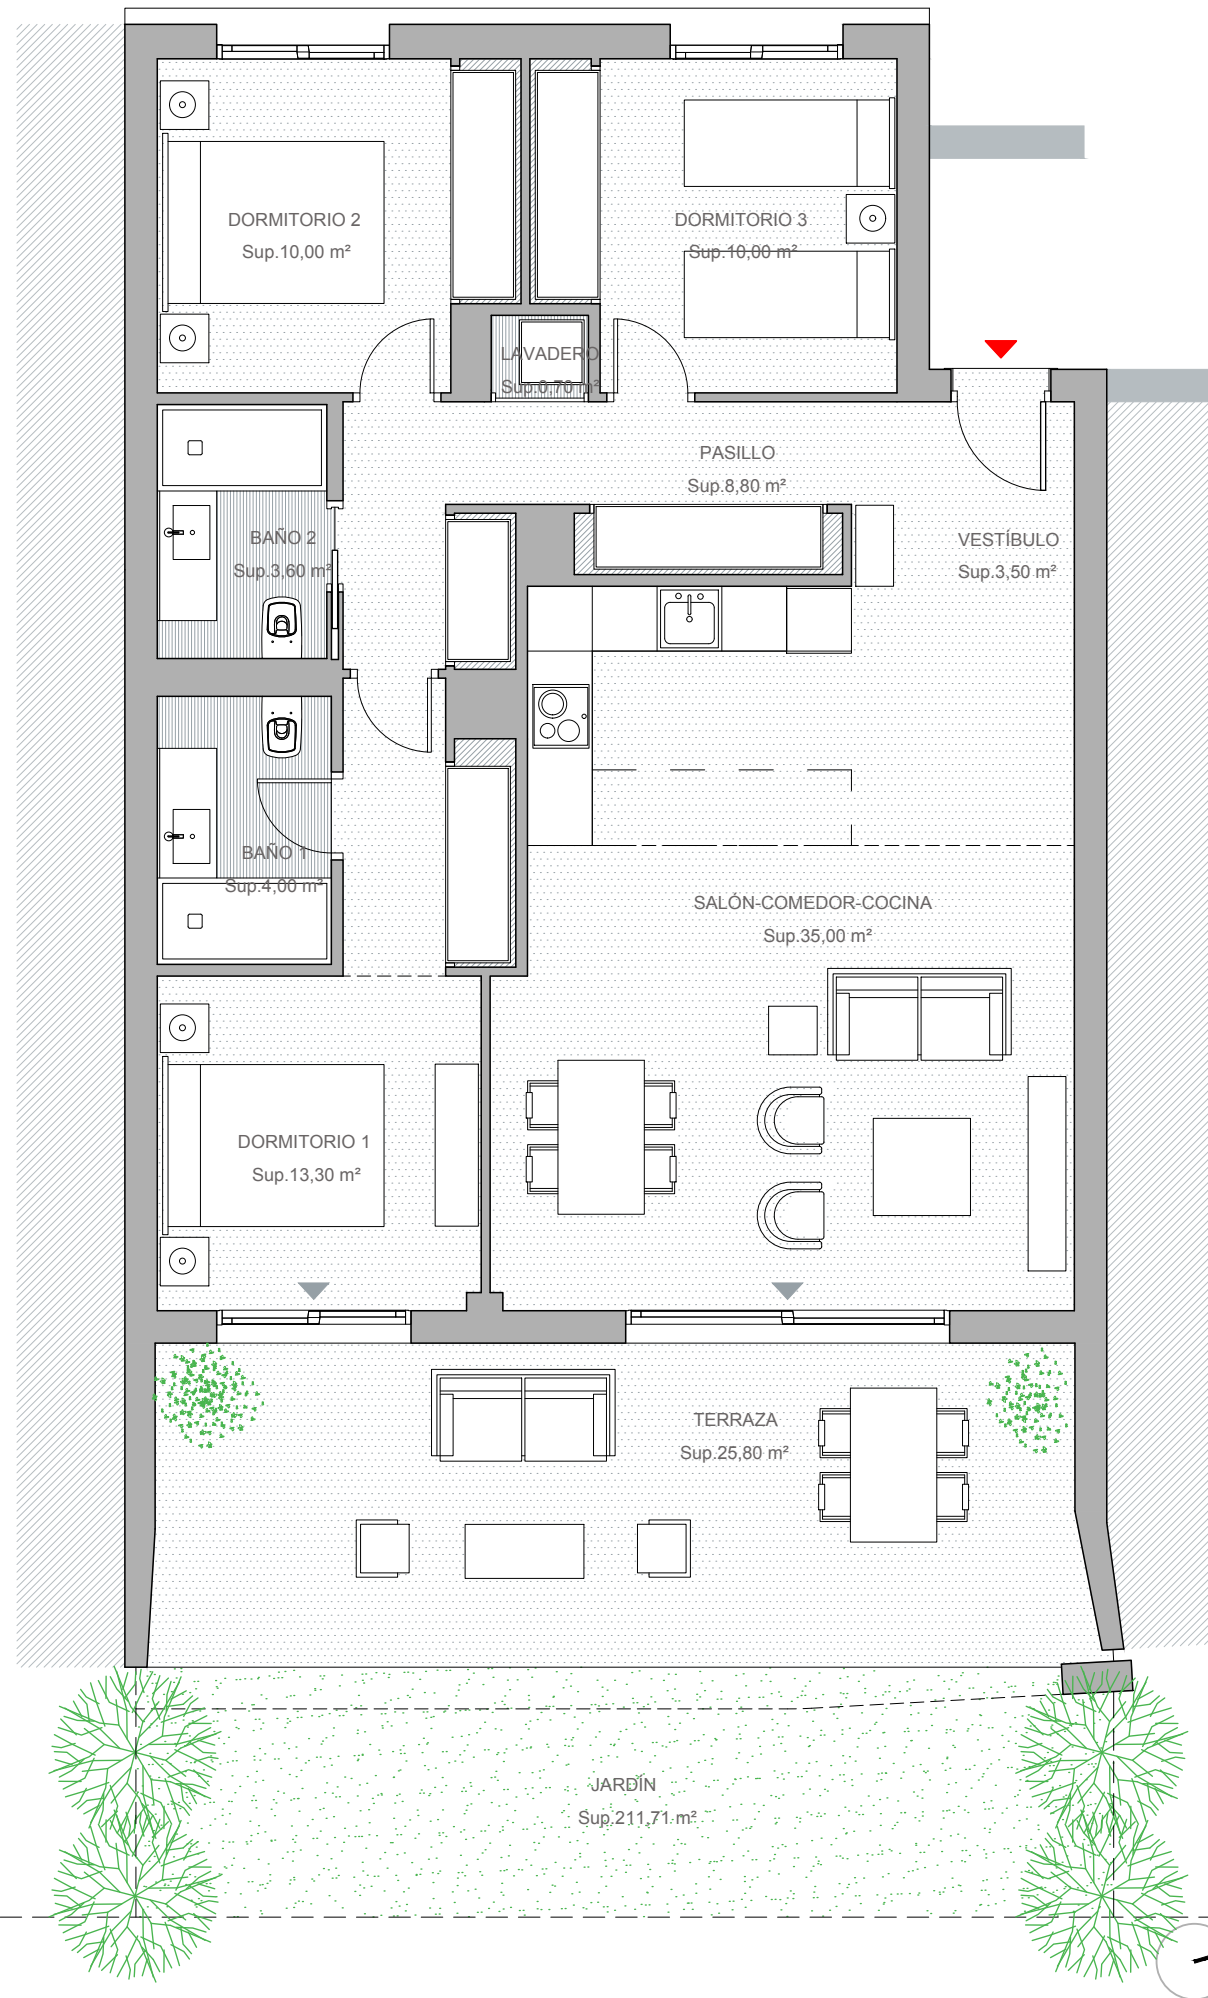 DORMITORIO 2
Sup.10,00 m²
DORMITORIO 3
Sup.10,00 m²
LAVADERO
Sup.0,70 m²
PASILLO
Sup.8,80 m²
BAÑO 2
Sup.3,60 m²
VESTÍBULO
Sup.3,50 m²
BAÑO 1
Sup.4,00 m²
SALÓN-COMEDOR-COCINA
Sup.35,00 m²
DORMITORIO 1
Sup.13,30 m²
TERRAZA
Sup.25,80 m²
JARDÍN
Sup.211,71 m²